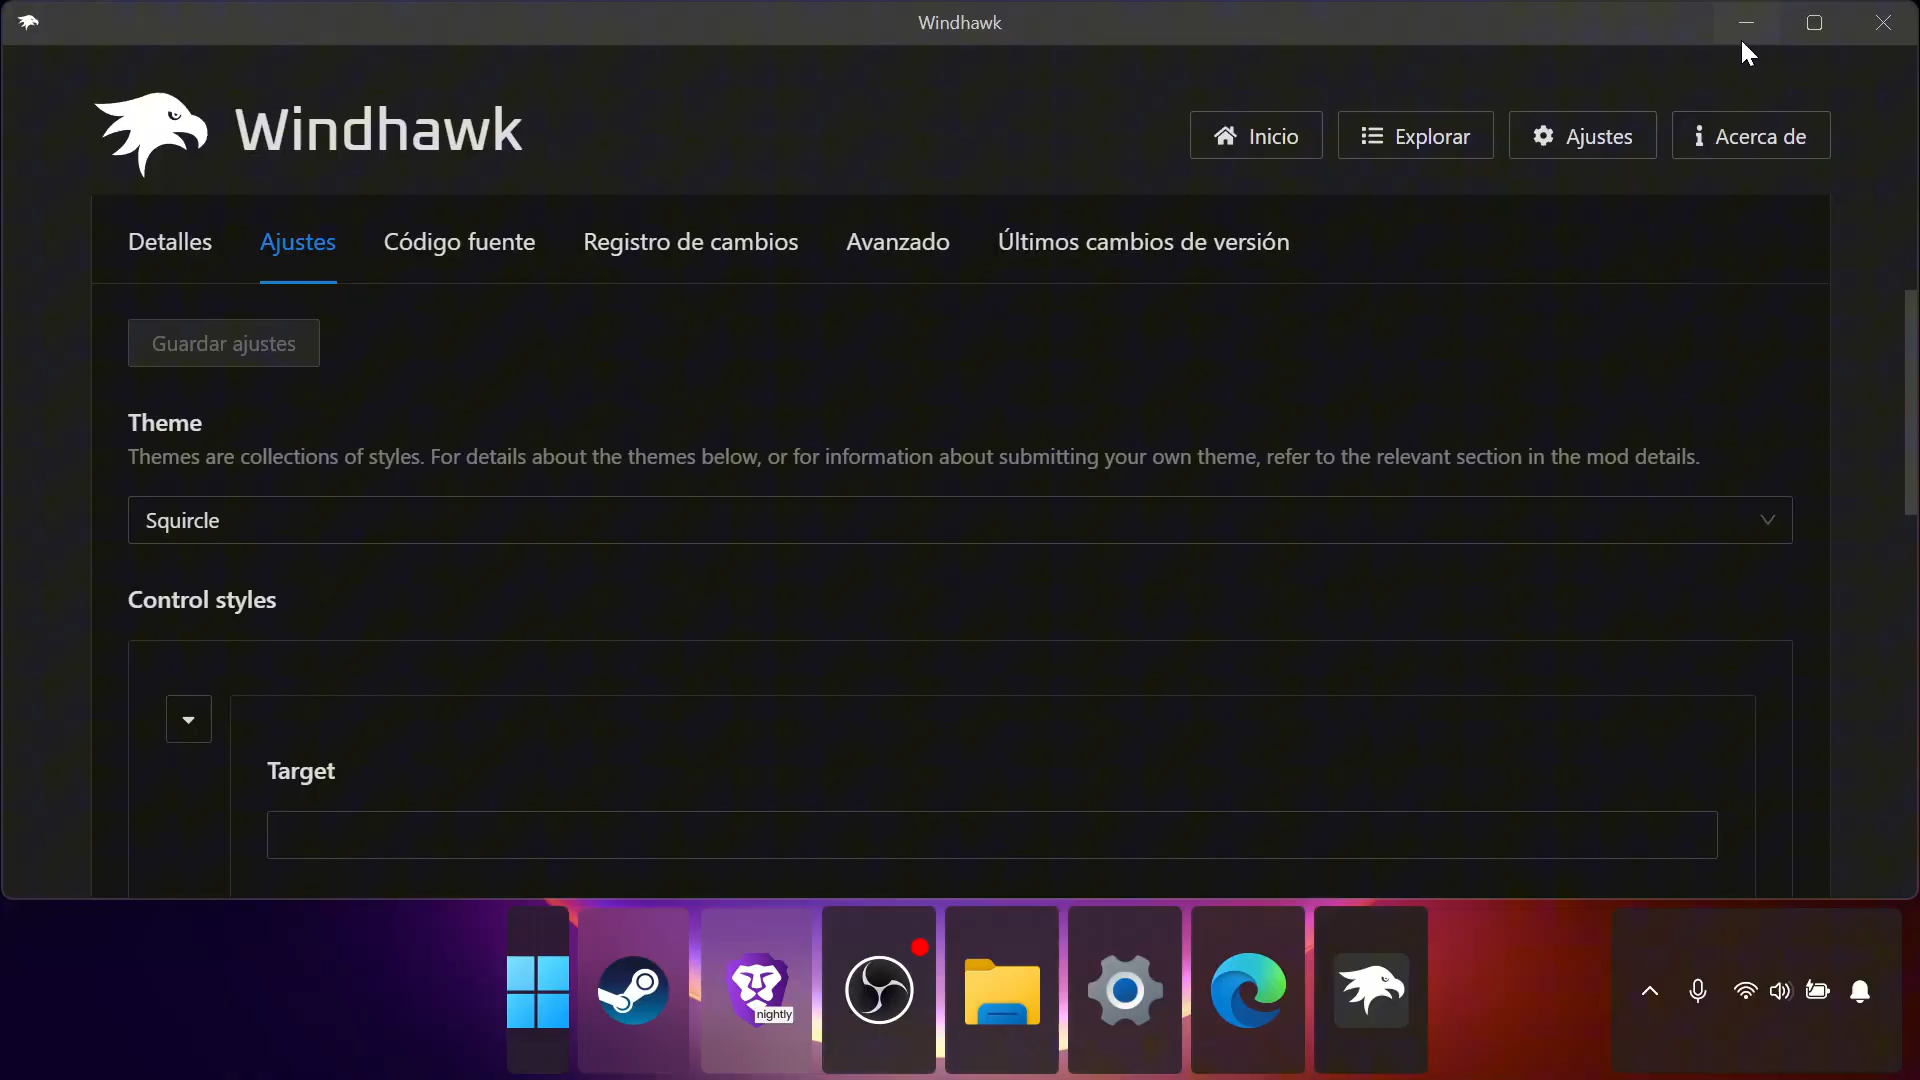 Windhawk
Windhawk
Inicio
Explorar
Ajustes
Acerca de
Detalles
Ajustes
Código fuente
Registro de cambios
Avanzado
Últimos cambios de versión
Guardar ajustes
Theme
Themes are collections of styles. For details about the themes below, or for information about submitting your own theme, refer to the relevant section in the mod details.
Squircle
Control styles
Target
nightly